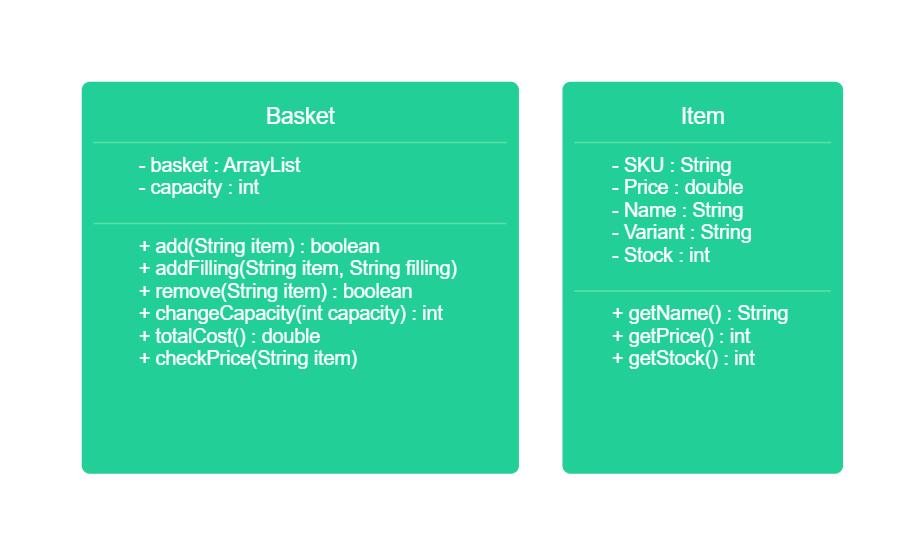 Basket
- basket : ArrayList
- capacity : int
+ add(String item) : boolean
+ addFilling(String item, String filling)
+ remove(String item) : boolean
+ changeCapacity(int capacity) : int
+ totalCost() : double
+ checkPrice(String item)
Item
- SKU : String
- Price : double
- Name : String
- Variant : String
- Stock : int
+ getName() : String
+ getPrice() : int
+ getStock() : int